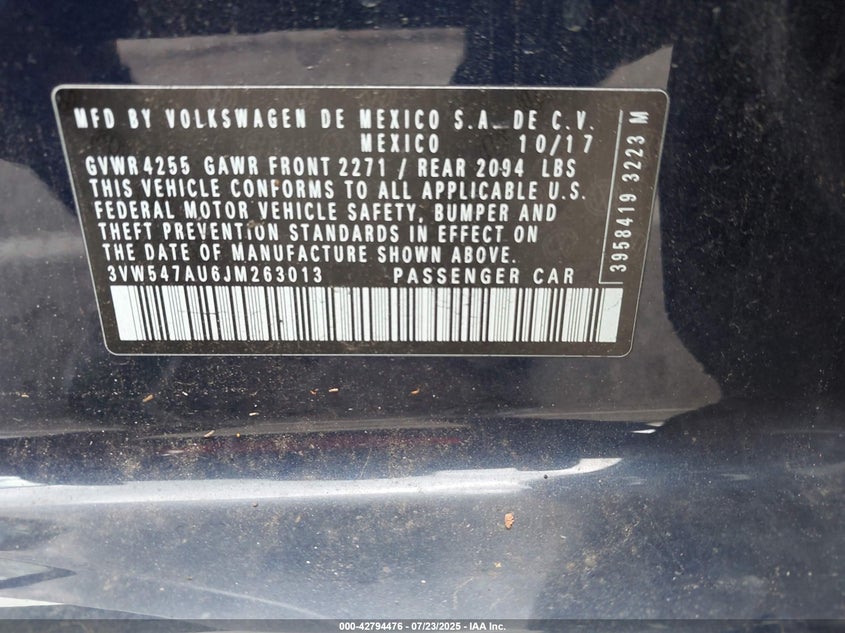 MFD BY VOLKSWAGEN DE MEXICO S.A. DE C.V.
MEXICO 10/17
GVWR 4255 GAWR FRONT 2271 / REAR 2094 LBS
THIS VEHICLE CONFORMS TO ALL APPLICABLE U.S.
FEDERAL MOTOR VEHICLE SAFETY, BUMPER AND
THEFT PREVENTION STANDARDS IN EFFECT ON
THE DATE OF MANUFACTURE SHOWN ABOVE.
3VW547AU6JM263013 PASSENGER CAR
3958419 3223 M
000-42794476 - 07/23/2025 - IAA Inc.